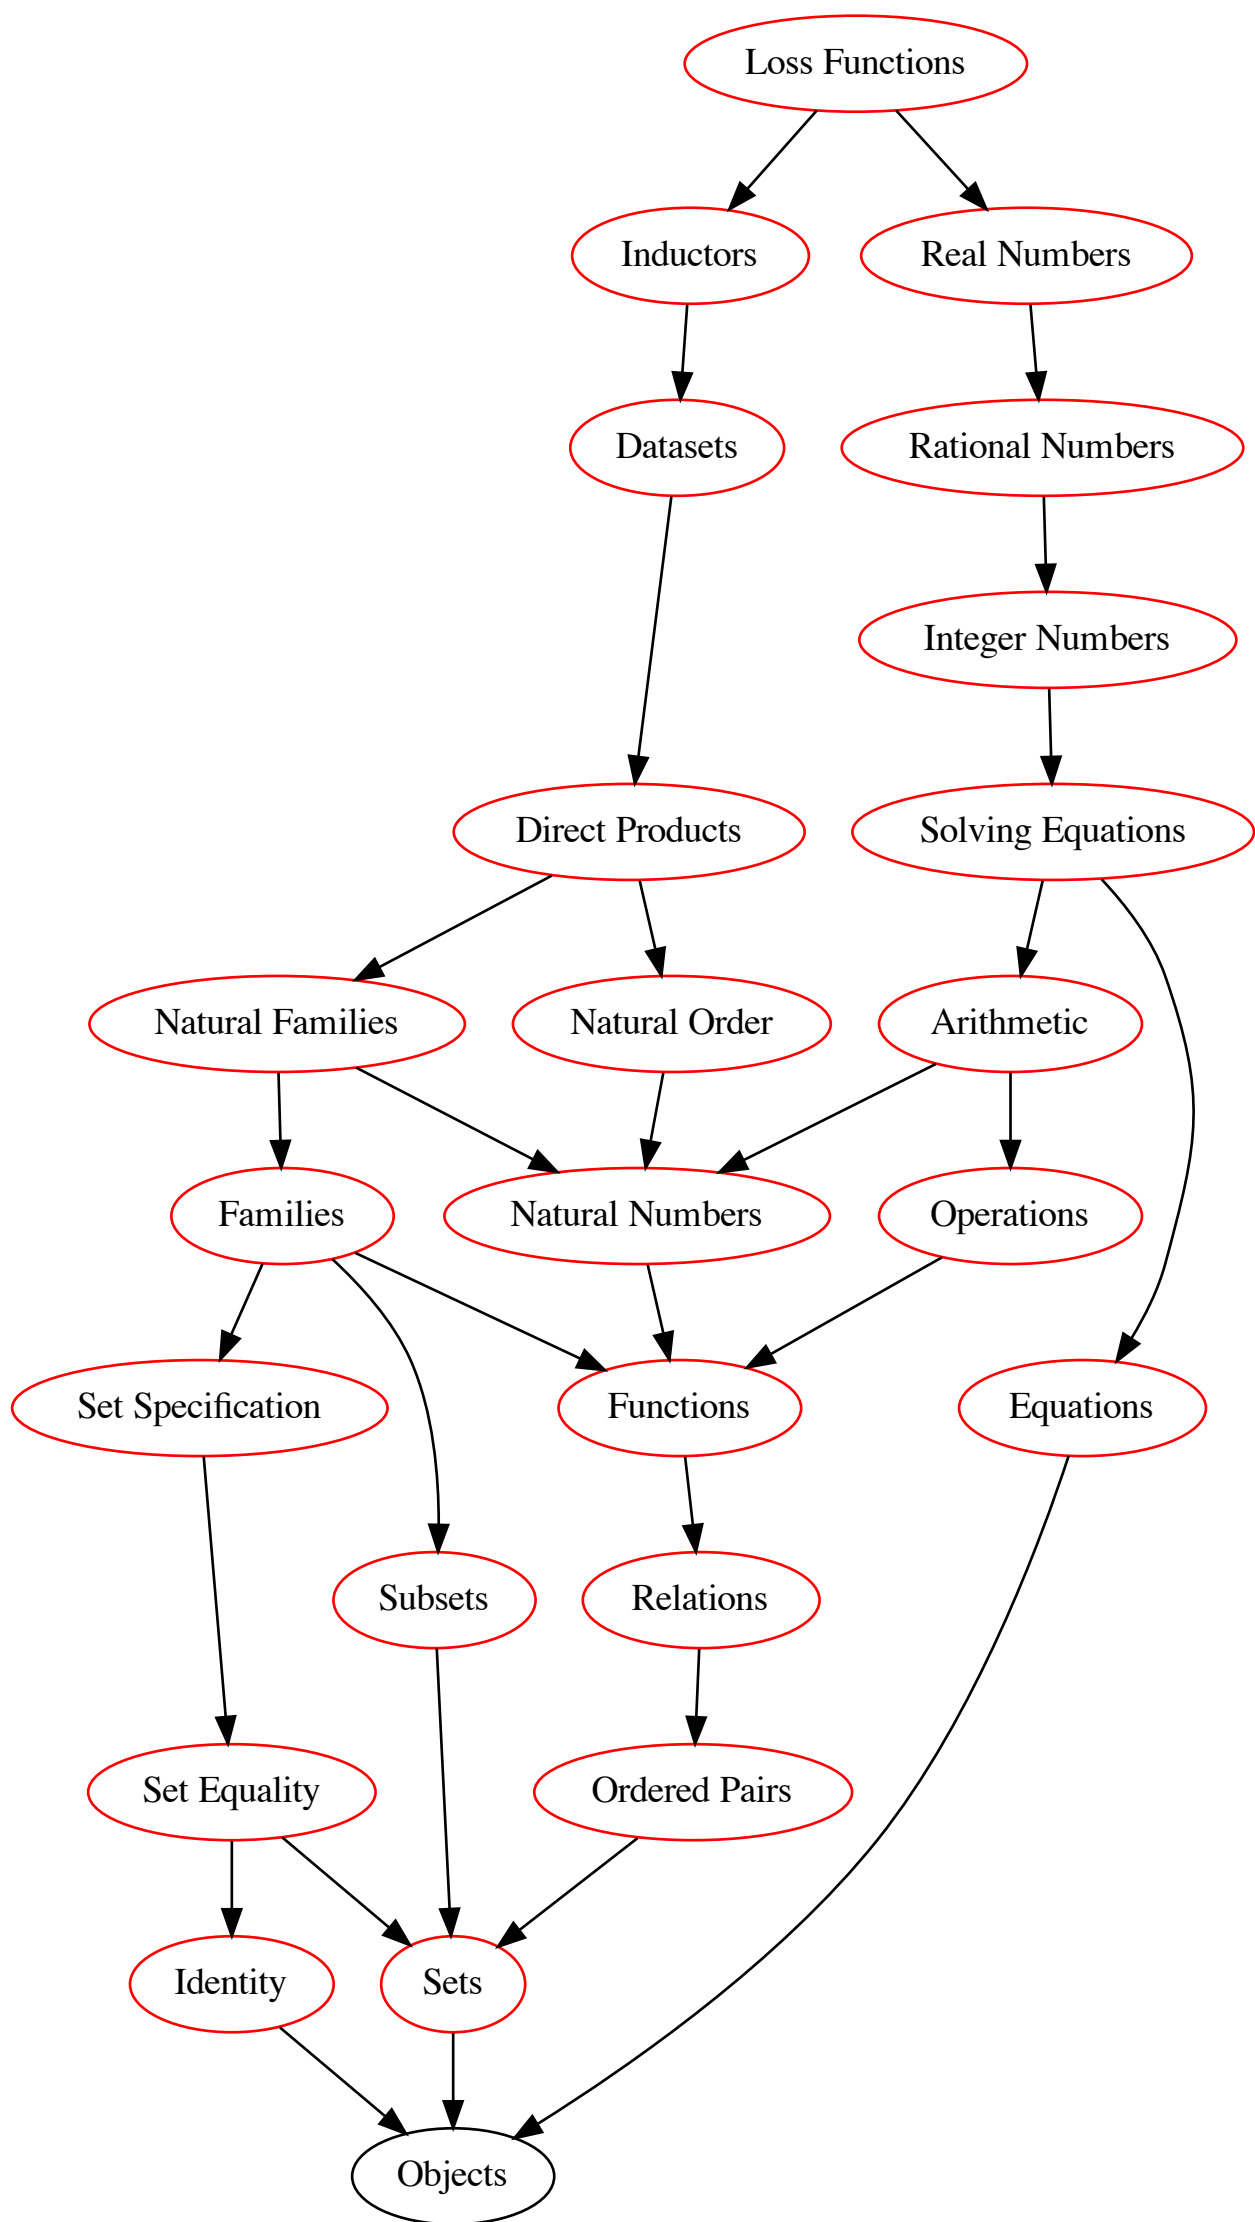 Loss Functions
Inductors
Real Numbers
Datasets
Rational Numbers
Integer Numbers
Direct Products
Solving Equations
Natural Families
Natural Order
Arithmetic
Families
Natural Numbers
Operations
Set Specification
Functions
Equations
Subsets
Relations
Set Equality
Ordered Pairs
Identity
Sets
Objects